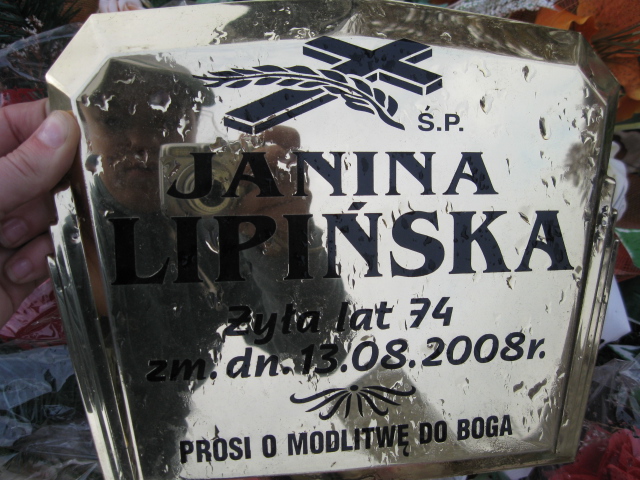 Ś.P.
JANINA
LIPIŃSKA
Żyła lat 74
zm. dn. 13.08.2008r.
PROSI O MODLITWĘ DO BOGA